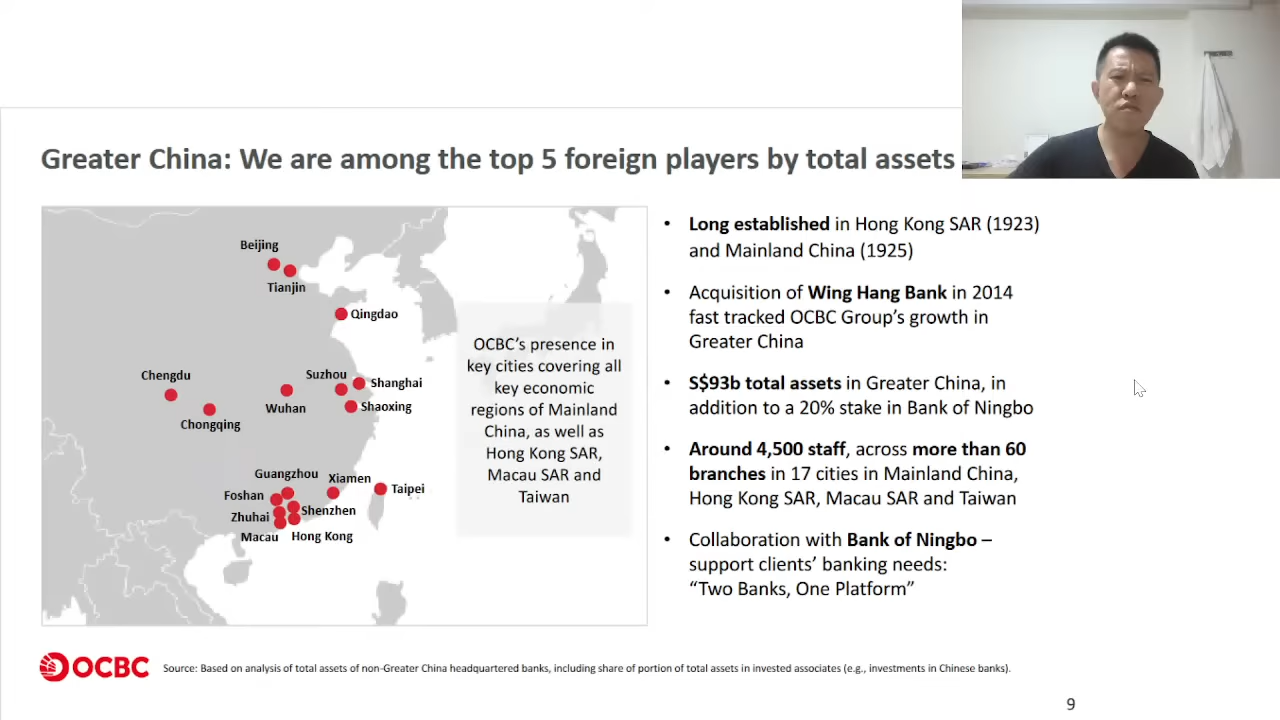 Greater China: We are among the top 5 foreign players by total assets
Beijing
Tianjin
Qingdao
Chengdu
Suzhou
Shanghai
Wuhan
Shaoxing
Chongqing
Guangzhou
Xiamen
Foshan
Taipei
Zhuhai
Shenzhen
Macau
Hong Kong
OCBC’s presence in
key cities covering all
key economic
regions of Mainland
China, as well as
Hong Kong SAR,
Macau SAR and
Taiwan
• Long established in Hong Kong SAR (1923)
and Mainland China (1925)
• Acquisition of Wing Hang Bank in 2014
fast tracked OCBC Group’s growth in
Greater China
• S$93b total assets in Greater China, in
addition to a 20% stake in Bank of Ningbo
• Around 4,500 staff, across more than 60
branches in 17 cities in Mainland China,
Hong Kong SAR, Macau SAR and Taiwan
• Collaboration with Bank of Ningbo –
support clients’ banking needs:
“Two Banks, One Platform”
OCBC
Source: Based on analysis of total assets of non-Greater China headquartered banks, including share of portion of total assets in invested associates (e.g., investments in Chinese banks).
9